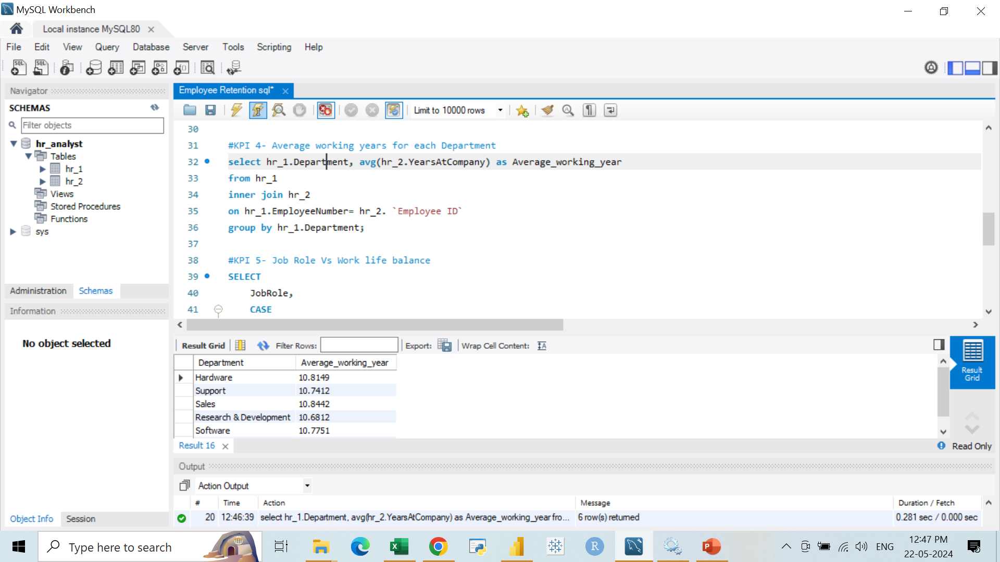 MySQL Workbench
Local instance MySQL80
File Edit View Query Database Server Tools Scripting Help
Navigator
SCHEMAS
Filter objects
hr_analyst
Tables
hr_1
hr_2
Views
Stored Procedures
Functions
sys
Administration Schemas
Information
No object selected
Object Info Session
Employee Retention sql*
Limit to 10000 rows
30
31 #KPI 4- Average working years for each Department
32 select hr_1.Department, avg(hr_2.YearsAtCompany) as Average_working_year
33 from hr_1
34 inner join hr_2
35 on hr_1.EmployeeNumber= hr_2. `Employee ID`
36 group by hr_1.Department;
37
38 #KPI 5- Job Role Vs Work life balance
39 SELECT
40 JobRole,
41 CASE
Result Grid Filter Rows: Export: Wrap Cell Content:
Department Average_working_year
Hardware 10.8149
Support 10.7412
Sales 10.8442
Research & Development 10.6812
Software 10.7751
Result Grid
Result 16
Read Only
Output
Action Output
# Time Action Message Duration / Fetch
20 12:46:39 select hr_1.Department, avg(hr_2.YearsAtCompany) as Average_working_year fro... 6 row(s) returned 0.281 sec / 0.000 sec
Type here to search
ENG
12:47 PM
22-05-2024